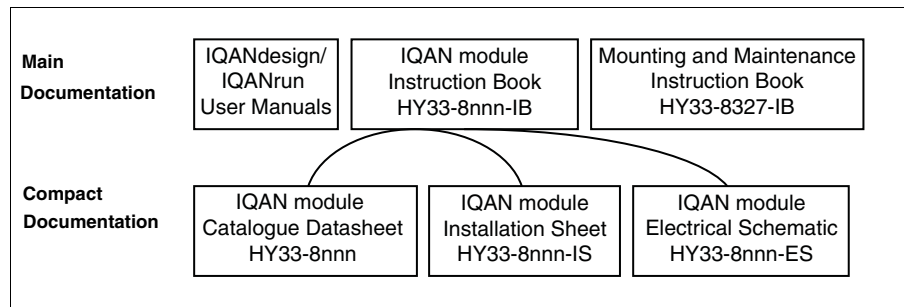 Main
Documentation
IQANdesign/
IQANrun
User Manuals
IQAN module
Instruction Book
HY33-8nnn-IB
Mounting and Maintenance
Instruction Book
HY33-8327-IB
Compact
Documentation
IQAN module
Catalogue Datasheet
HY33-8nnn
IQAN module
Installation Sheet
HY33-8nnn-IS
IQAN module
Electrical Schematic
HY33-8nnn-ES